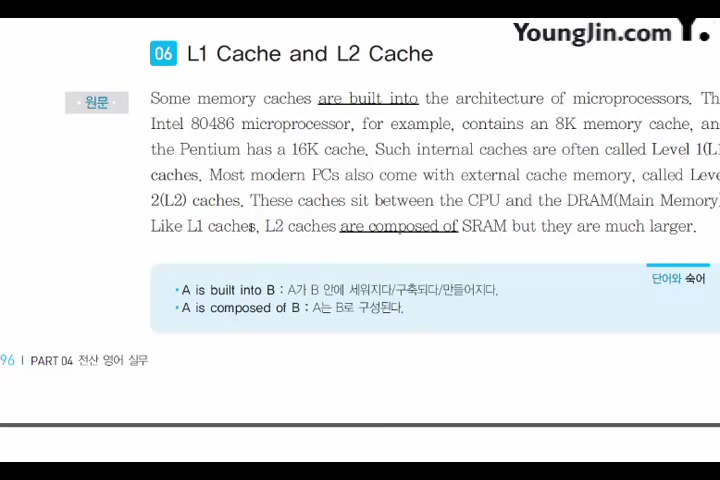 YoungJin.com Y.
06 L1 Cache and L2 Cache
원문
Some memory caches are built into the architecture of microprocessors.
Intel 80486 microprocessor, for example, contains an 8K memory cache,
the Pentium has a 16K cache. Such internal caches are often called Level 1(L1
caches. Most modern PCs also come with external cache memory, called
2(L2) caches. These caches sit between the CPU and the DRAM(Main Memory)
Like L1 caches, L2 caches are composed of SRAM but they are much larger.
단어와 숙어
• A is built into B : A가 B 안에 세워지다/구축되다/만들어지다.
• A is composed of B : A는 B로 구성된다.
96 | PART 04 전산 영어 실무